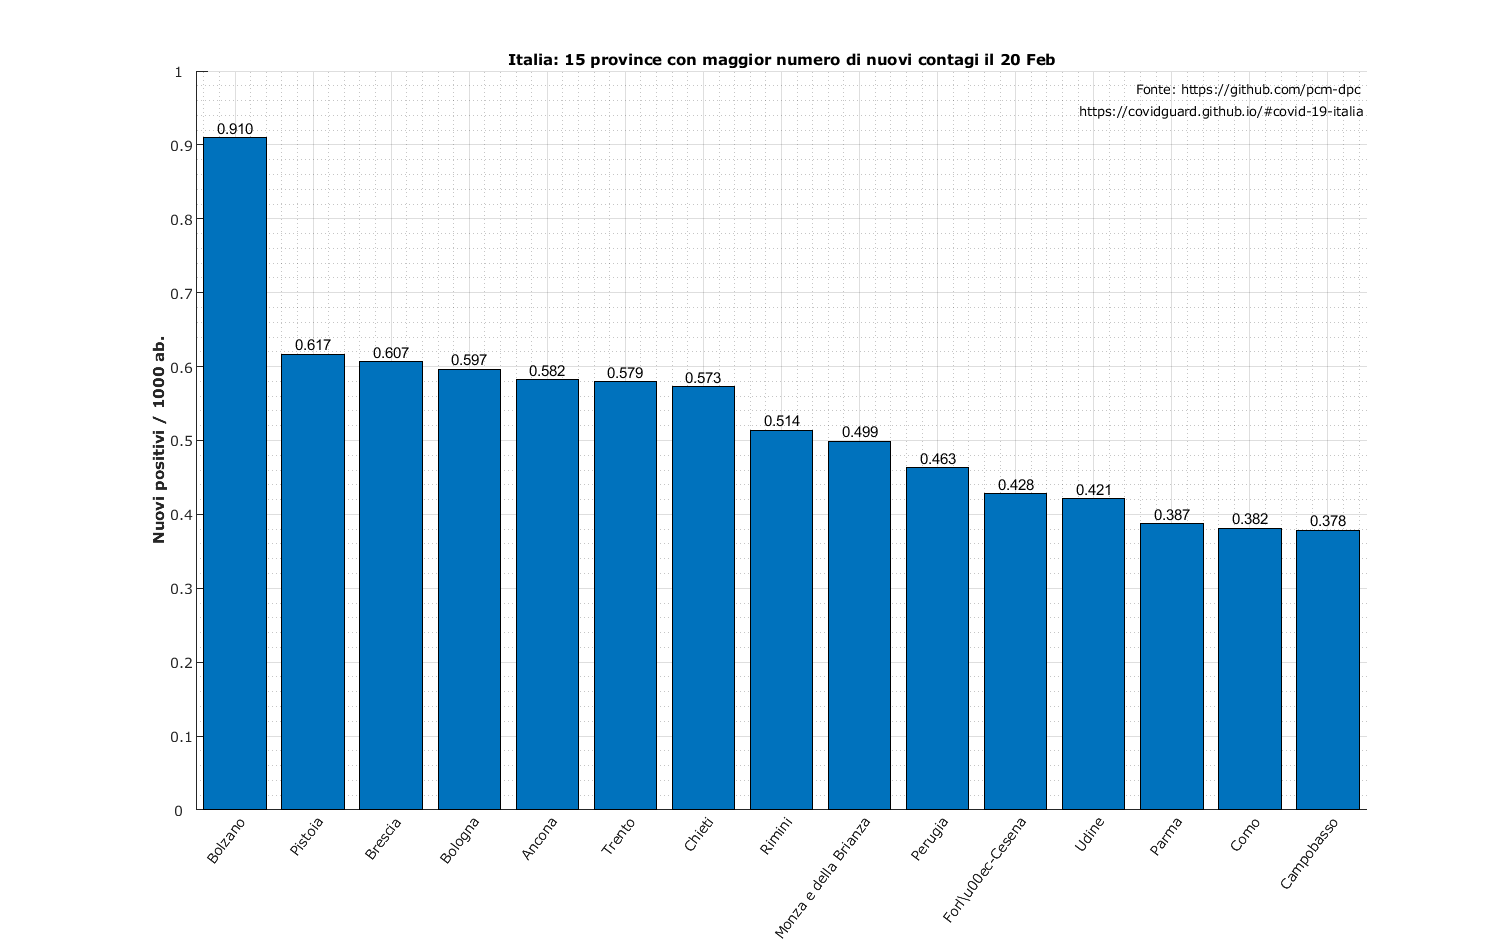 Italia: 15 province con maggior numero di nuovi contagi il 20 Feb
Fonte: https://github.com/pcm-dpc
https://covidguard.github.io/#covid-19-italia
Nuovi positivi / 1000 ab.
1
0.9
0.8
0.7
0.6
0.5
0.4
0.3
0.2
0.1
0
0.910
0.617
0.607
0.597
0.582
0.579
0.573
0.514
0.499
0.463
0.428
0.421
0.387
0.382
0.378
Bolzano
Pistoia
Brescia
Bologna
Ancona
Trento
Chieti
Rimini
Monza e della Brianza
Perugia
Forl\u00ec-Cesena
Udine
Parma
Como
Campobasso